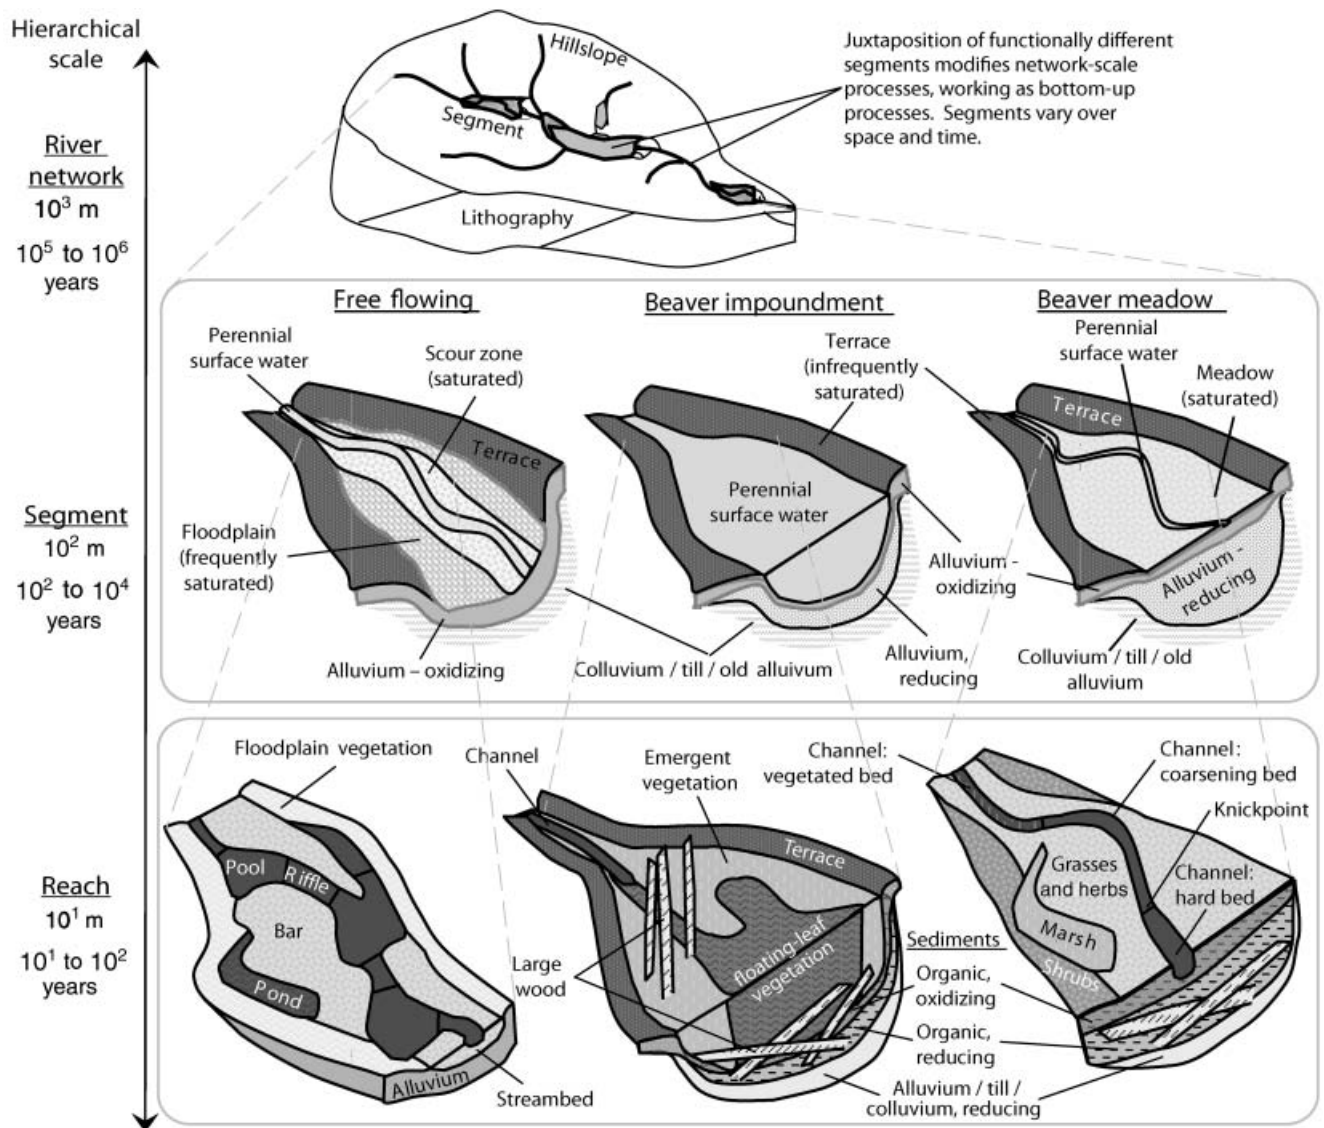 Hierarchical
scale
River
network
10³ m
10⁵ to 10⁶
years
Hillslope
Segment
Lithography
Juxtaposition of functionally different
segments modifies network-scale
processes, working as bottom-up
processes. Segments vary over
space and time.
Segment
10² m
10² to 10⁴
years
Free flowing
Perennial
surface water
Scour zone
(saturated)
Terrace
Floodplain
(frequently
saturated)
Alluvium – oxidizing
Beaver impoundment
Terrace
(infrequently
saturated)
Perennial
surface water
Alluvium -
oxidizing
Colluvium / till / old alluivum
Alluvium,
reducing
Beaver meadow
Perennial
surface water
Meadow
(saturated)
Terrace
Alluvium -
reducing
Colluvium / till / old
alluvium
Reach
10¹ m
10¹ to 10²
years
Floodplain vegetation
Pool
Riffle
Bar
Pond
Alluvium
Streambed
Channel
Emergent
vegetation
Terrace
floating-leaf
vegetation
Large
wood
Channel:
vegetated bed
Channel:
coarsening bed
Knickpoint
Grasses
and herbs
Channel:
hard bed
Marsh
Shrubs
Sediments
Organic,
oxidizing
Organic,
reducing
Alluvium / till /
colluvium, reducing